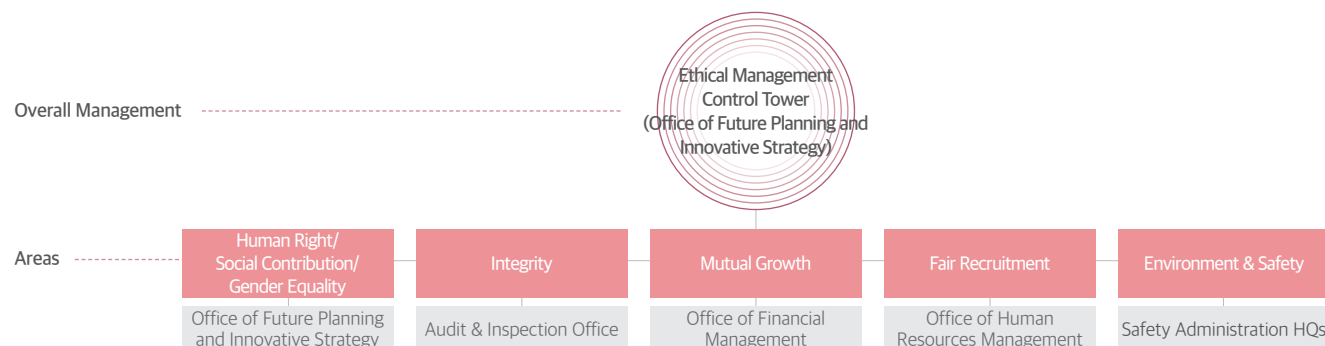 Ethical Management
Control Tower
(Office of Future Planning and
Innovative Strategy)
Overall Management
Areas
Human Right/
Social Contribution/
Gender Equality
Integrity
Mutual Growth
Fair Recruitment
Environment & Safety
Office of Future Planning
and Innovative Strategy
Audit & Inspection Office
Office of Financial
Management
Office of Human
Resources Management
Safety Administration HQs